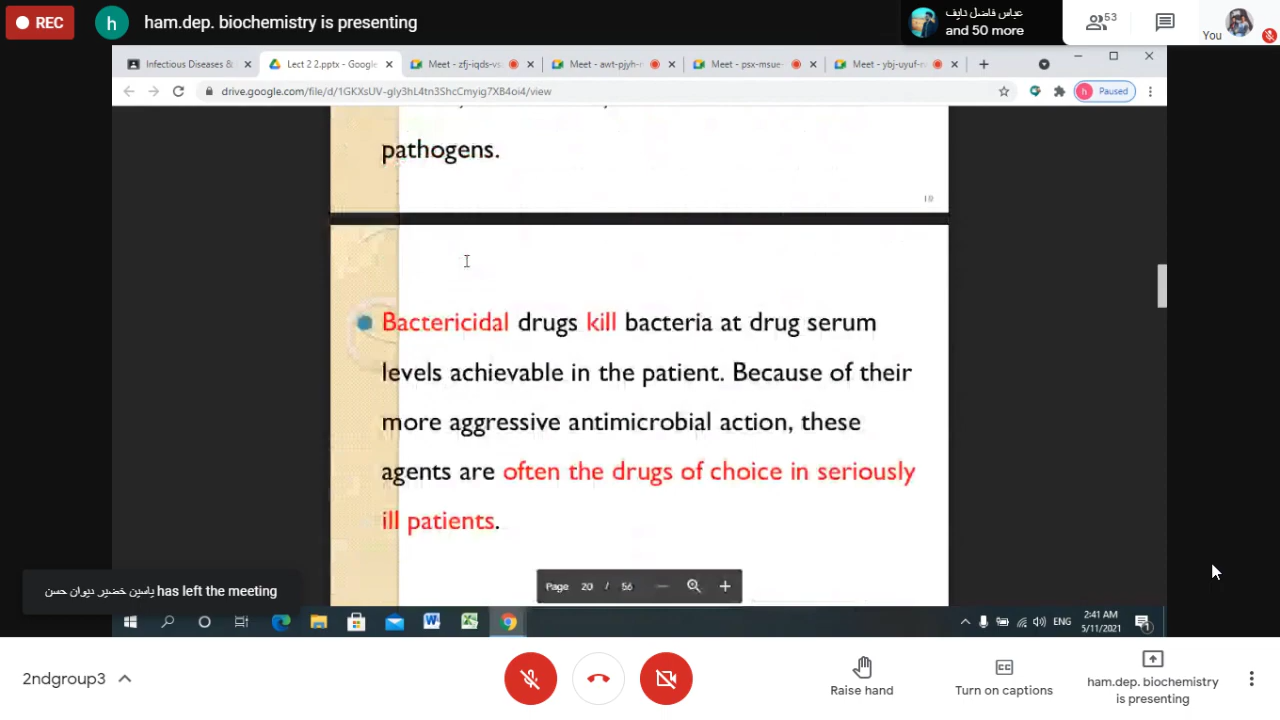 REC
h
ham.dep. biochemistry is presenting
عباس فاضل نايف
and 50 more
53
You
Infectious Diseases &
Lect 2 2.pptx - Google
Meet - zfj-iqds-vs
Meet - awt-pjyh-r
Meet - psx-msue-
Meet - ybj-uyuf-
drive.google.com/file/d/1GKXsUV-gly3hL4tn3ShcCmyig7XB4oi4/view
h Paused
pathogens.
Bactericidal drugs kill bacteria at drug serum
levels achievable in the patient. Because of their
more aggressive antimicrobial action, these
agents are often the drugs of choice in seriously
ill patients.
Page 20 / 56
ياسين خضير ديوان حسن has left the meeting
ENG
2:41 AM
5/11/2021
1
2ndgroup3
Raise hand
CC
Turn on captions
ham.dep. biochemistry
is presenting